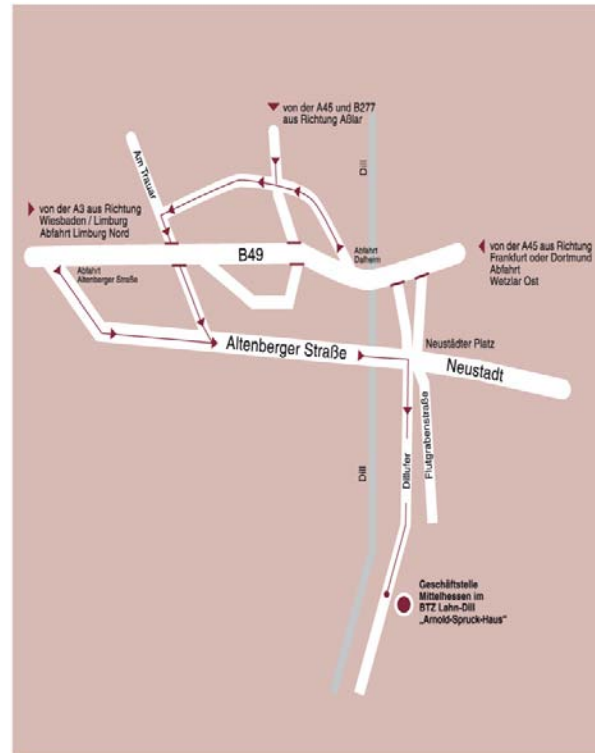 von der A45 und B277
aus Richtung Aßlar
Am Trauar
Dill
von der A3 aus Richtung
Wiesbaden / Limburg
Abfahrt Limburg Nord
B49
Abfahrt
Dalheim
von der A45 aus Richtung
Frankfurt oder Dortmund
Abfahrt
Wetzlar Ost
Abfahrt
Altenberger Straße
Altenberger Straße
Neustädter Platz
Neustadt
Dill
Dillufer
Flutgrabenstraße
Geschäftstelle
Mittelhessen im
BTZ Lahn-Dill
„Arnold-Spruck-Haus“